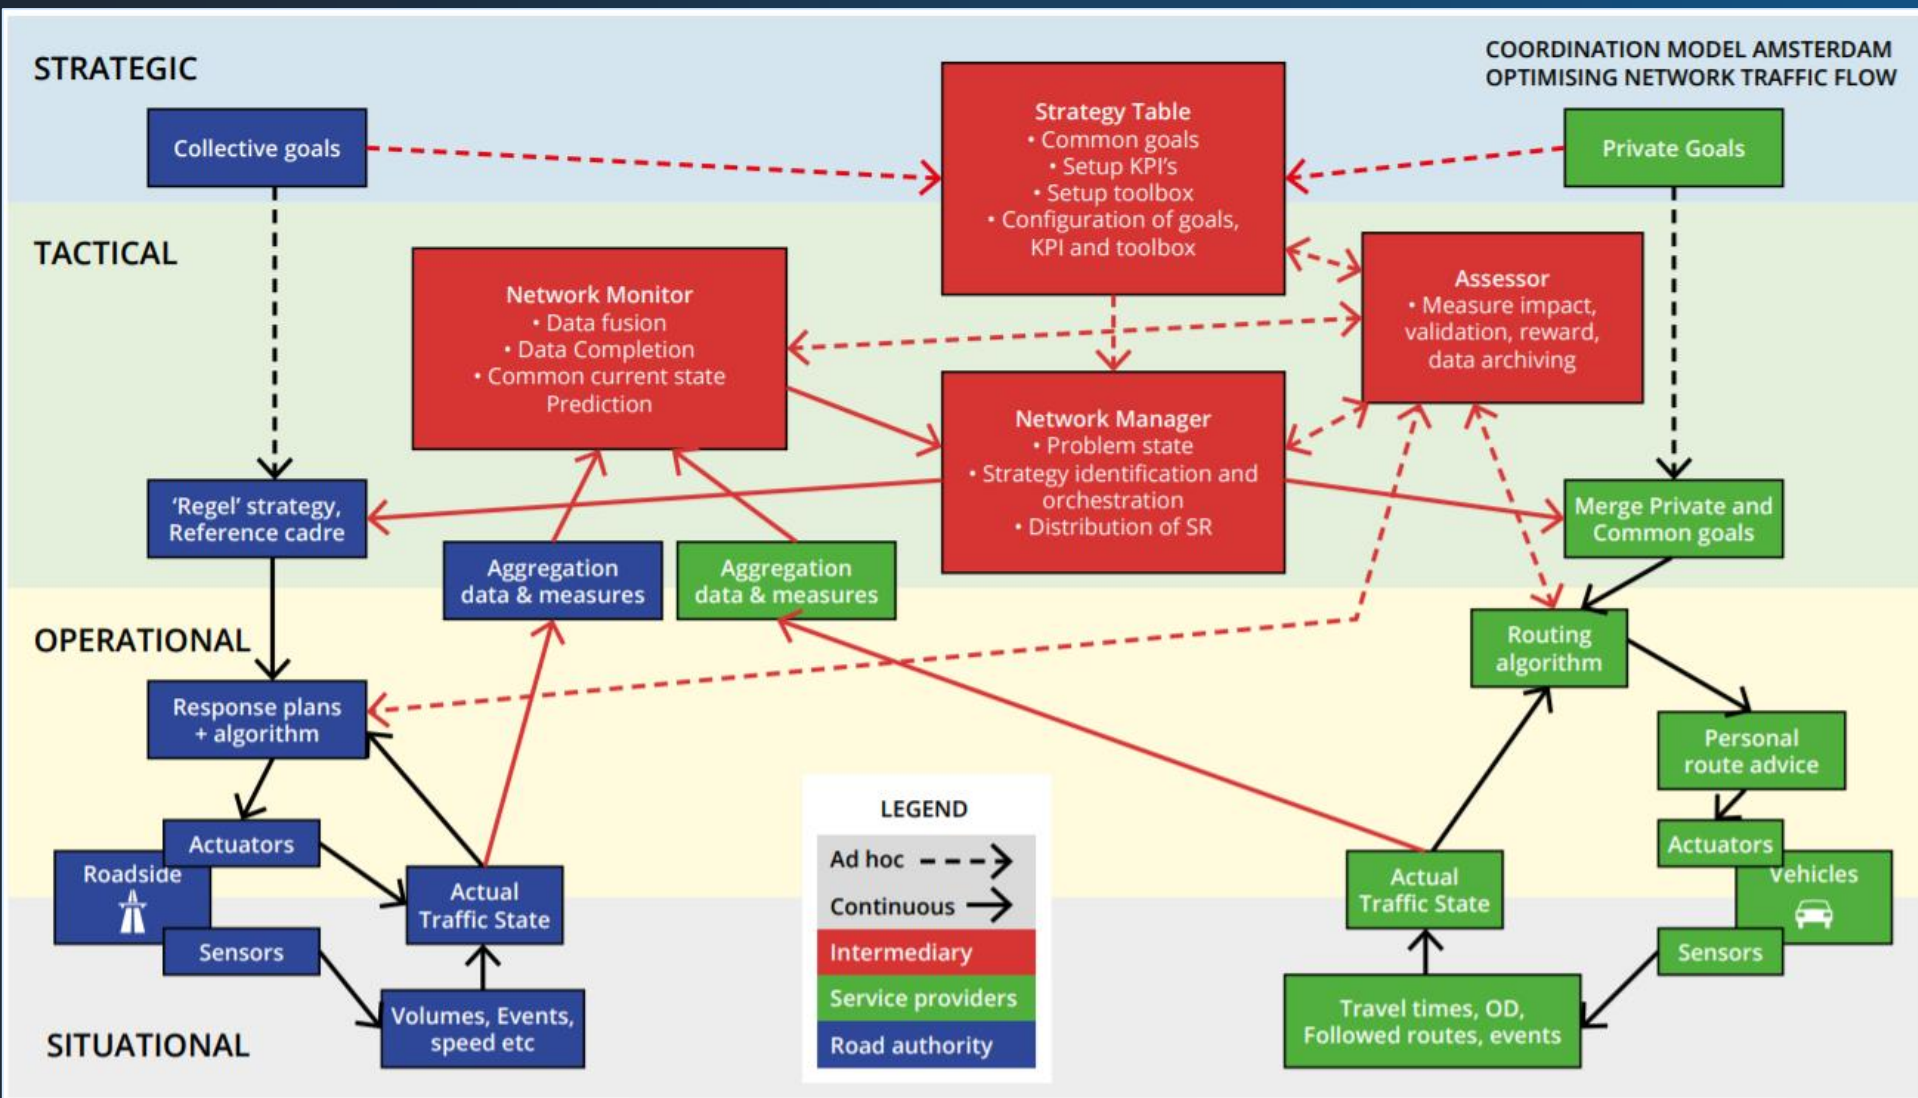 STRATEGIC
COORDINATION MODEL AMSTERDAM
OPTIMISING NETWORK TRAFFIC FLOW
Collective goals
Strategy Table
• Common goals
• Setup KPI's
• Setup toolbox
• Configuration of goals,
KPI and toolbox
Private Goals
TACTICAL
Network Monitor
• Data fusion
• Data Completion
• Common current state
Prediction
Assessor
• Measure impact,
validation, reward,
data archiving
Network Manager
• Problem state
• Strategy identification and
orchestration
• Distribution of SR
‘Regel’ strategy,
Reference cadre
Merge Private and
Common goals
Aggregation
data & measures
Aggregation
data & measures
OPERATIONAL
Routing
algorithm
Response plans
+ algorithm
Personal
route advice
Actuators
Roadside
Actual
Traffic State
Sensors
Volumes, Events,
speed etc
LEGEND
Ad hoc
Continuous
Intermediary
Service providers
Road authority
Actual
Traffic State
Actuators
Vehicles
Sensors
Travel times, OD,
Followed routes, events
SITUATIONAL